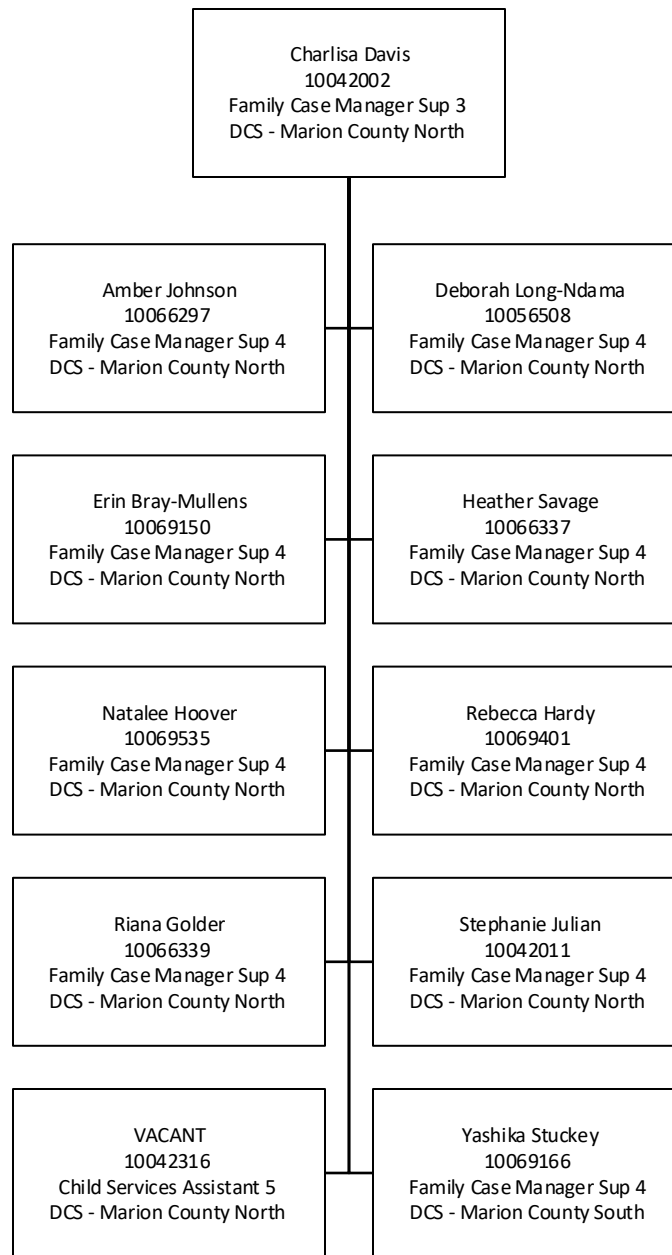 Charlisa Davis
10042002
Family Case Manager Sup 3
DCS - Marion County North
Amber Johnson
10066297
Family Case Manager Sup 4
DCS - Marion County North
Deborah Long-Ndama
10056508
Family Case Manager Sup 4
DCS - Marion County North
Erin Bray-Mullens
10069150
Family Case Manager Sup 4
DCS - Marion County North
Heather Savage
10066337
Family Case Manager Sup 4
DCS - Marion County North
Natalee Hoover
10069535
Family Case Manager Sup 4
DCS - Marion County North
Rebecca Hardy
10069401
Family Case Manager Sup 4
DCS - Marion County North
Riana Golder
10066339
Family Case Manager Sup 4
DCS - Marion County North
Stephanie Julian
10042011
Family Case Manager Sup 4
DCS - Marion County North
VACANT
10042316
Child Services Assistant 5
DCS - Marion County North
Yashika Stuckey
10069166
Family Case Manager Sup 4
DCS - Marion County South